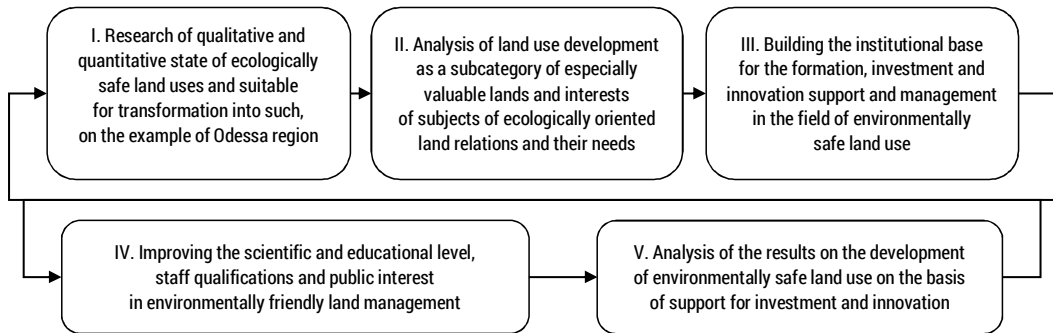 I. Research of qualitative and
quantitative state of ecologically
safe land uses and suitable
for transformation into such,
on the example of Odessa region
II. Analysis of land use development
as a subcategory of especially
valuable lands and interests
of subjects of ecologically oriented
land relations and their needs
III. Building the institutional base
for the formation, investment and
innovation support and management
in the field of environmentally
safe land use
IV. Improving the scientific and educational level,
staff qualifications and public interest
in environmentally friendly land management
V. Analysis of the results on the development
of environmentally safe land use on the basis
of support for investment and innovation